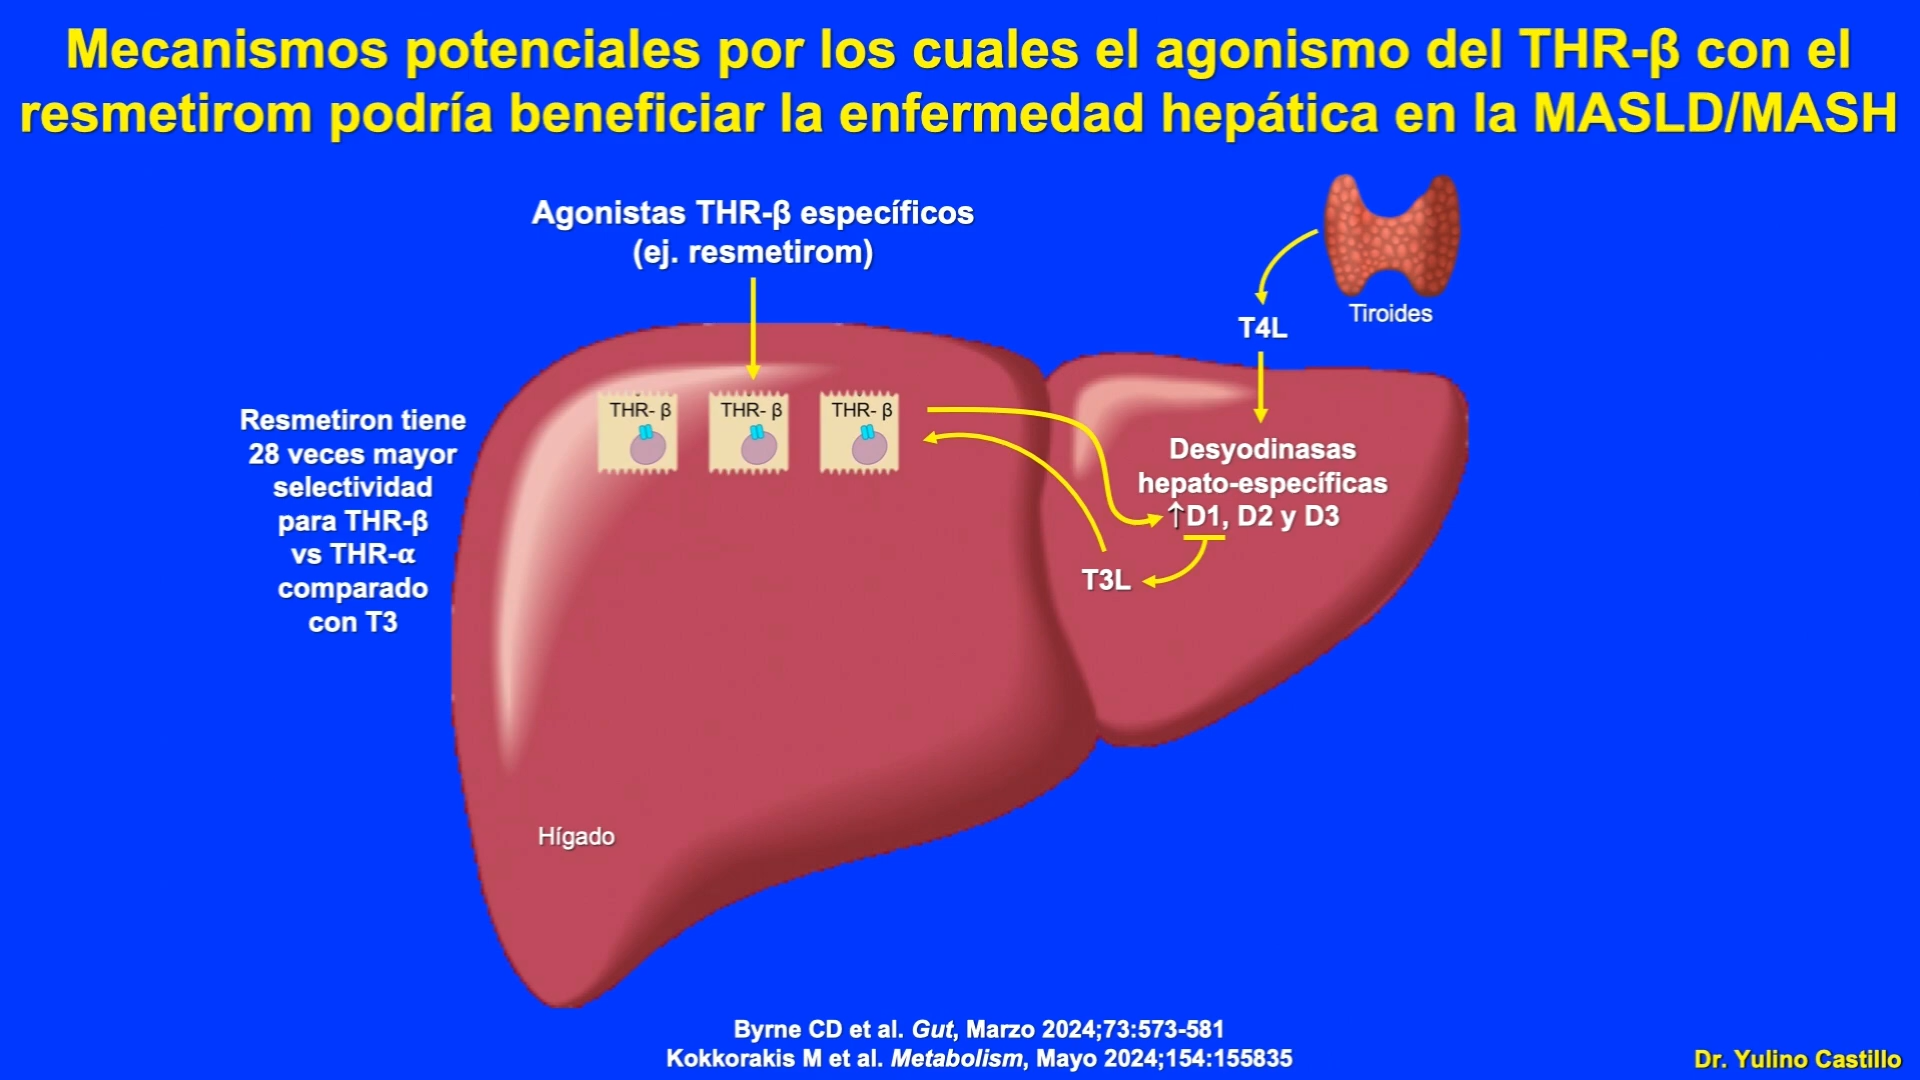 Mecanismos potenciales por los cuales el agonismo del THR-β con el
resmetirom podría beneficiar la enfermedad hepática en la MASLD/MASH
Agonistas THR-β específicos
(ej. resmetirom)
Tiroides
T4L
THR- β
THR- β
THR- β
Resmetiron tiene
28 veces mayor
selectividad
para THR-β
vs THR-α
comparado
con T3
Desyodinasas
hepato-específicas
↑D1, D2 y D3
T3L
Hígado
Byrne CD et al. Gut, Marzo 2024;73:573-581
Kokkorakis M et al. Metabolism, Mayo 2024;154:155835
Dr. Yulino Castillo